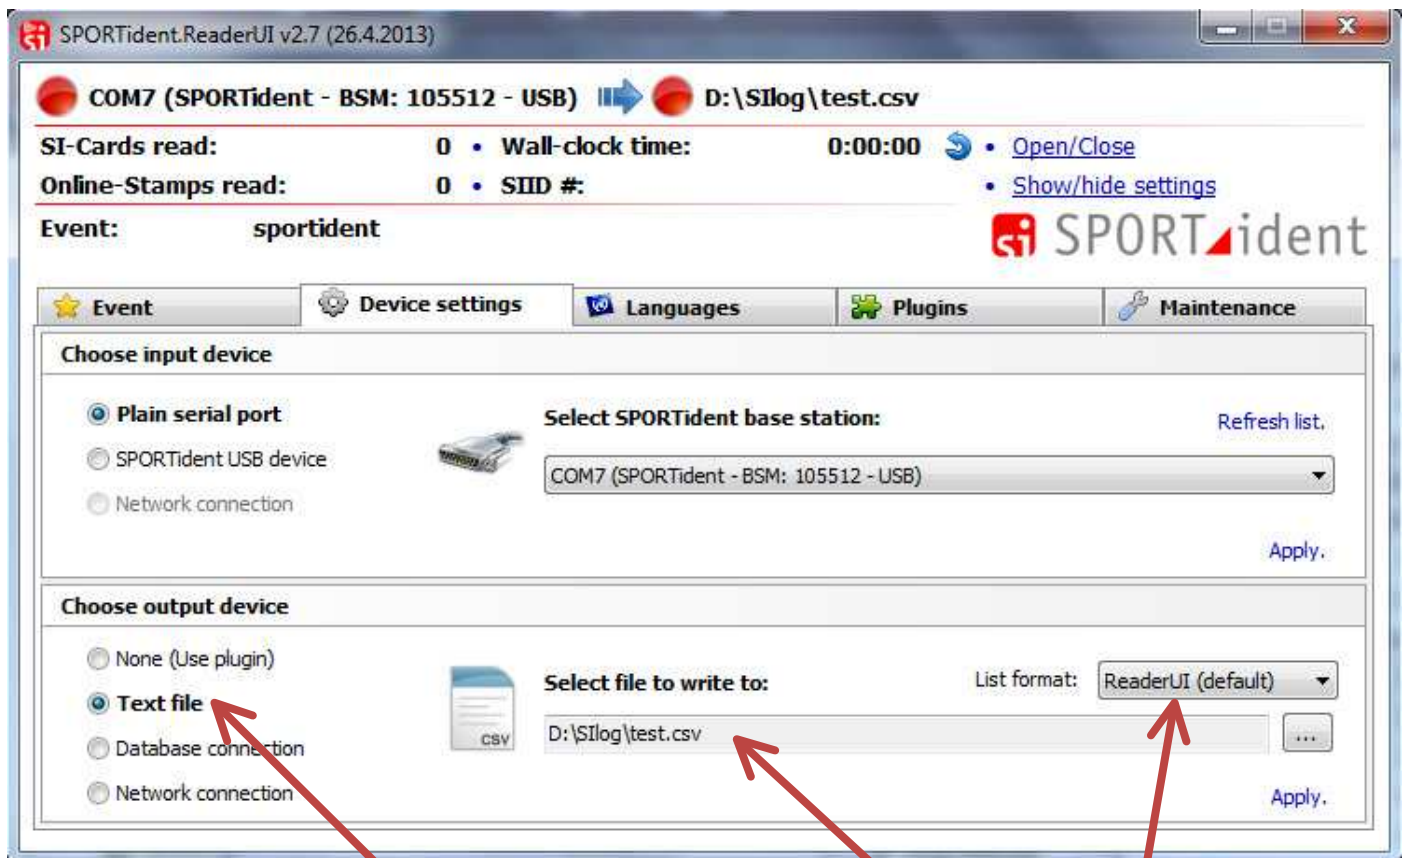 SPORTident.ReaderUI v2.7 (26.4.2013)
COM7 (SPORTident - BSM: 105512 - USB) D:\SIlog\test.csv
SI-Cards read: 0 • Wall-clock time: 0:00:00 • Open/Close
Online-Stamps read: 0 • SIID #: • Show/hide settings
Event: sportident
si SPORTident
Event Device settings Languages Plugins Maintenance
Choose input device
Plain serial port
Select SPORTident base station: Refresh list.
SPORTident USB device
COM7 (SPORTident - BSM: 105512 - USB)
Network connection
Apply.
Choose output device
None (Use plugin)
Select file to write to: List format: ReaderUI (default)
Text file
CSV D:\SIlog\test.csv ...
Database connection
Network connection
Apply.